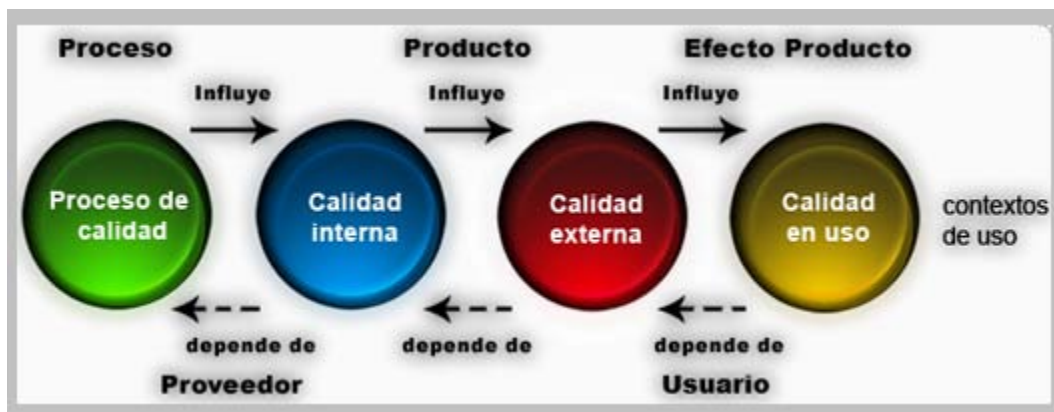 Proceso Producto Efecto Producto
Influye Influye Influye
Proceso de
calidad
Calidad
interna
Calidad
externa
Calidad
en uso
contextos
de uso
depende de depende de depende de
Proveedor Usuario